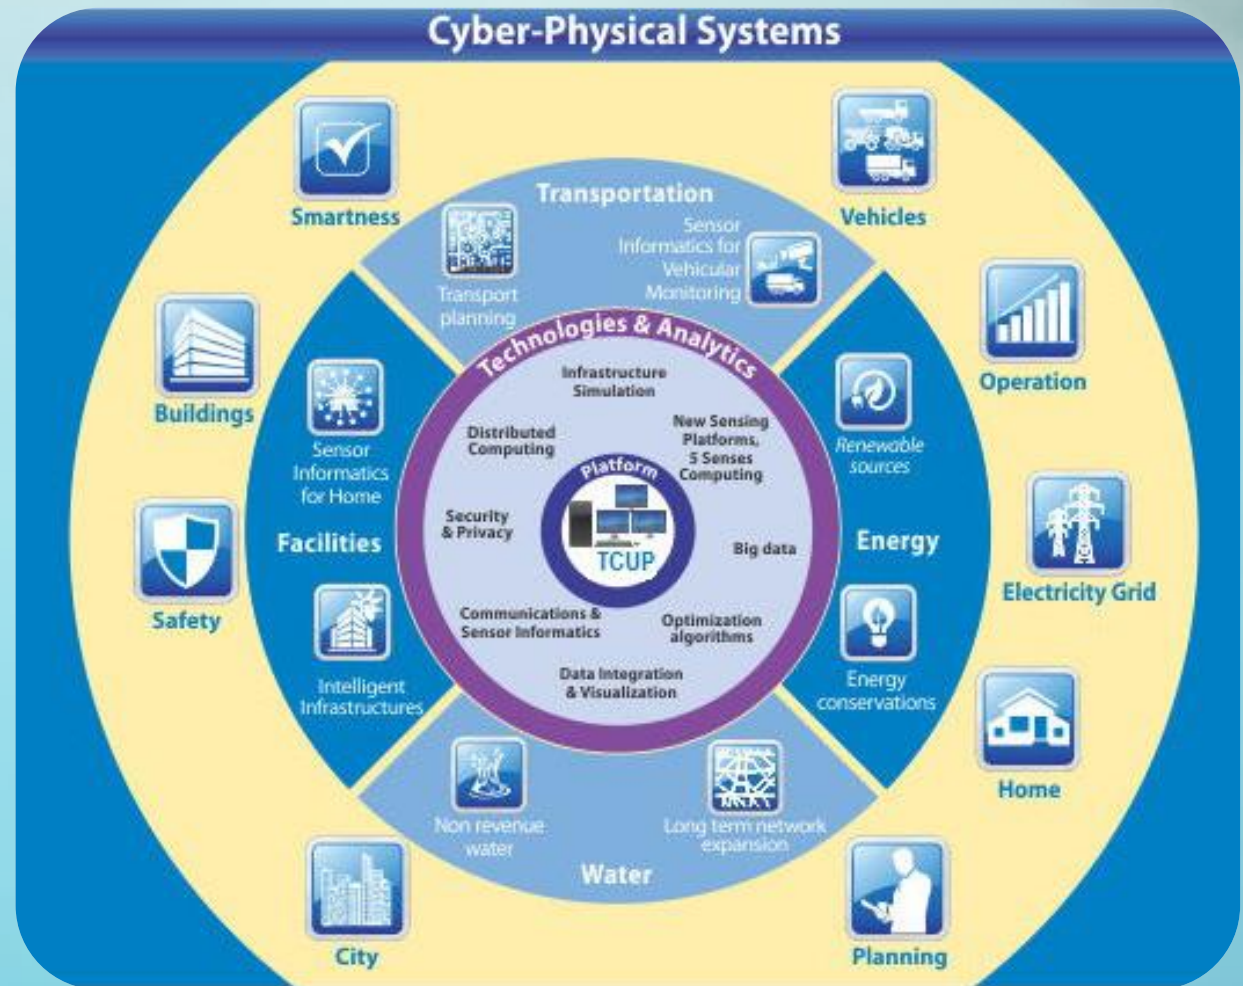 Cyber-Physical Systems
Smartness
Vehicles
Transportation
Transport
planning
Sensor
Informatics for
Vehicular
Monitoring
Buildings
Operation
Sensor
Informatics
for Home
Technologies & Analytics
Infrastructure
Simulation
Distributed
Computing
New Sensing
Platforms,
5 Senses
Computing
Renewable
sources
Platform
TCUP
Security
& Privacy
Big data
Facilities
Energy
Safety
Electricity Grid
Communications &
Sensor Informatics
Optimization
algorithms
Data Integration
& Visualization
Intelligent
Infrastructures
Energy
conservations
Home
Non revenue
water
Long term network
expansion
Water
City
Planning